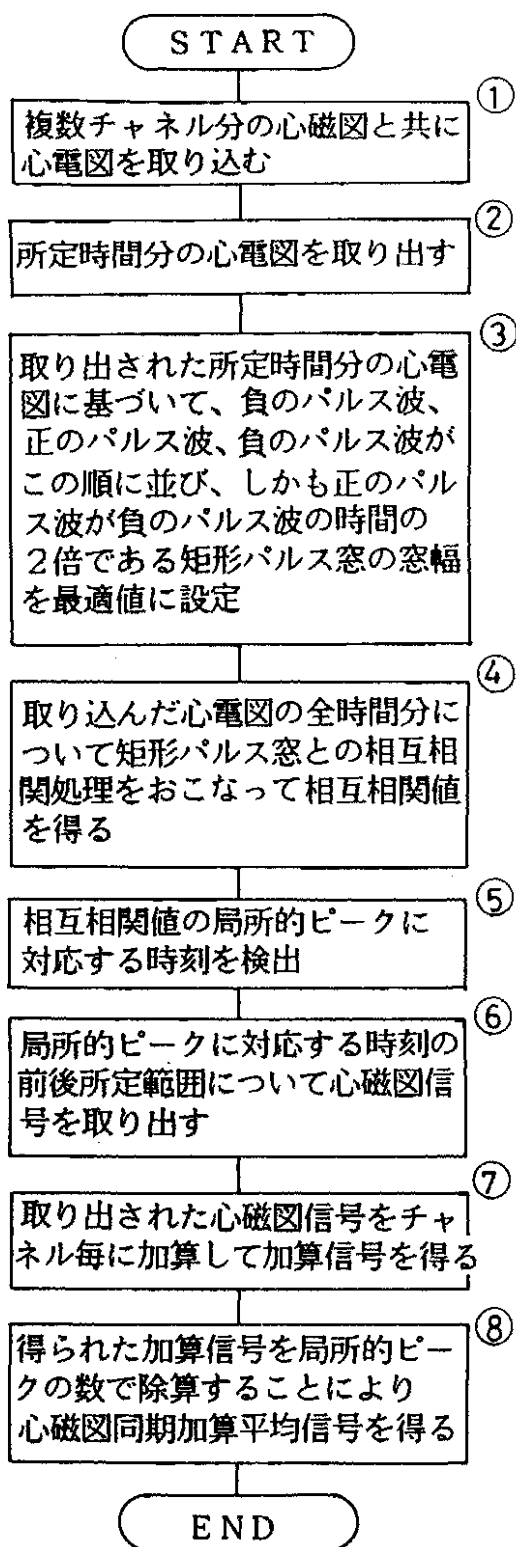 START
①
複数チャネル分の心磁図と共に
心電図を取り込む
②
所定時間分の心電図を取り出す
③
取り出された所定時間分の心電
図に基づいて、負のパルス波、
正のパルス波、負のパルス波が
この順に並び、しかも正のパル
ス波が負のパルス波の時間の
２倍である矩形パルス窓の窓幅
を最適値に設定
④
取り込んだ心電図の全時間分に
ついて矩形パルス窓との相互相
関処理をおこなって相互相関値
を得る
⑤
相互相関値の局所的ピークに
対応する時刻を検出
⑥
局所的ピークに対応する時刻の
前後所定範囲について心磁図信
号を取り出す
⑦
取り出された心磁図信号をチャ
ネル毎に加算して加算信号を得る
⑧
得られた加算信号を局所的ピー
クの数で除算することにより
心磁図同期加算平均信号を得る
END